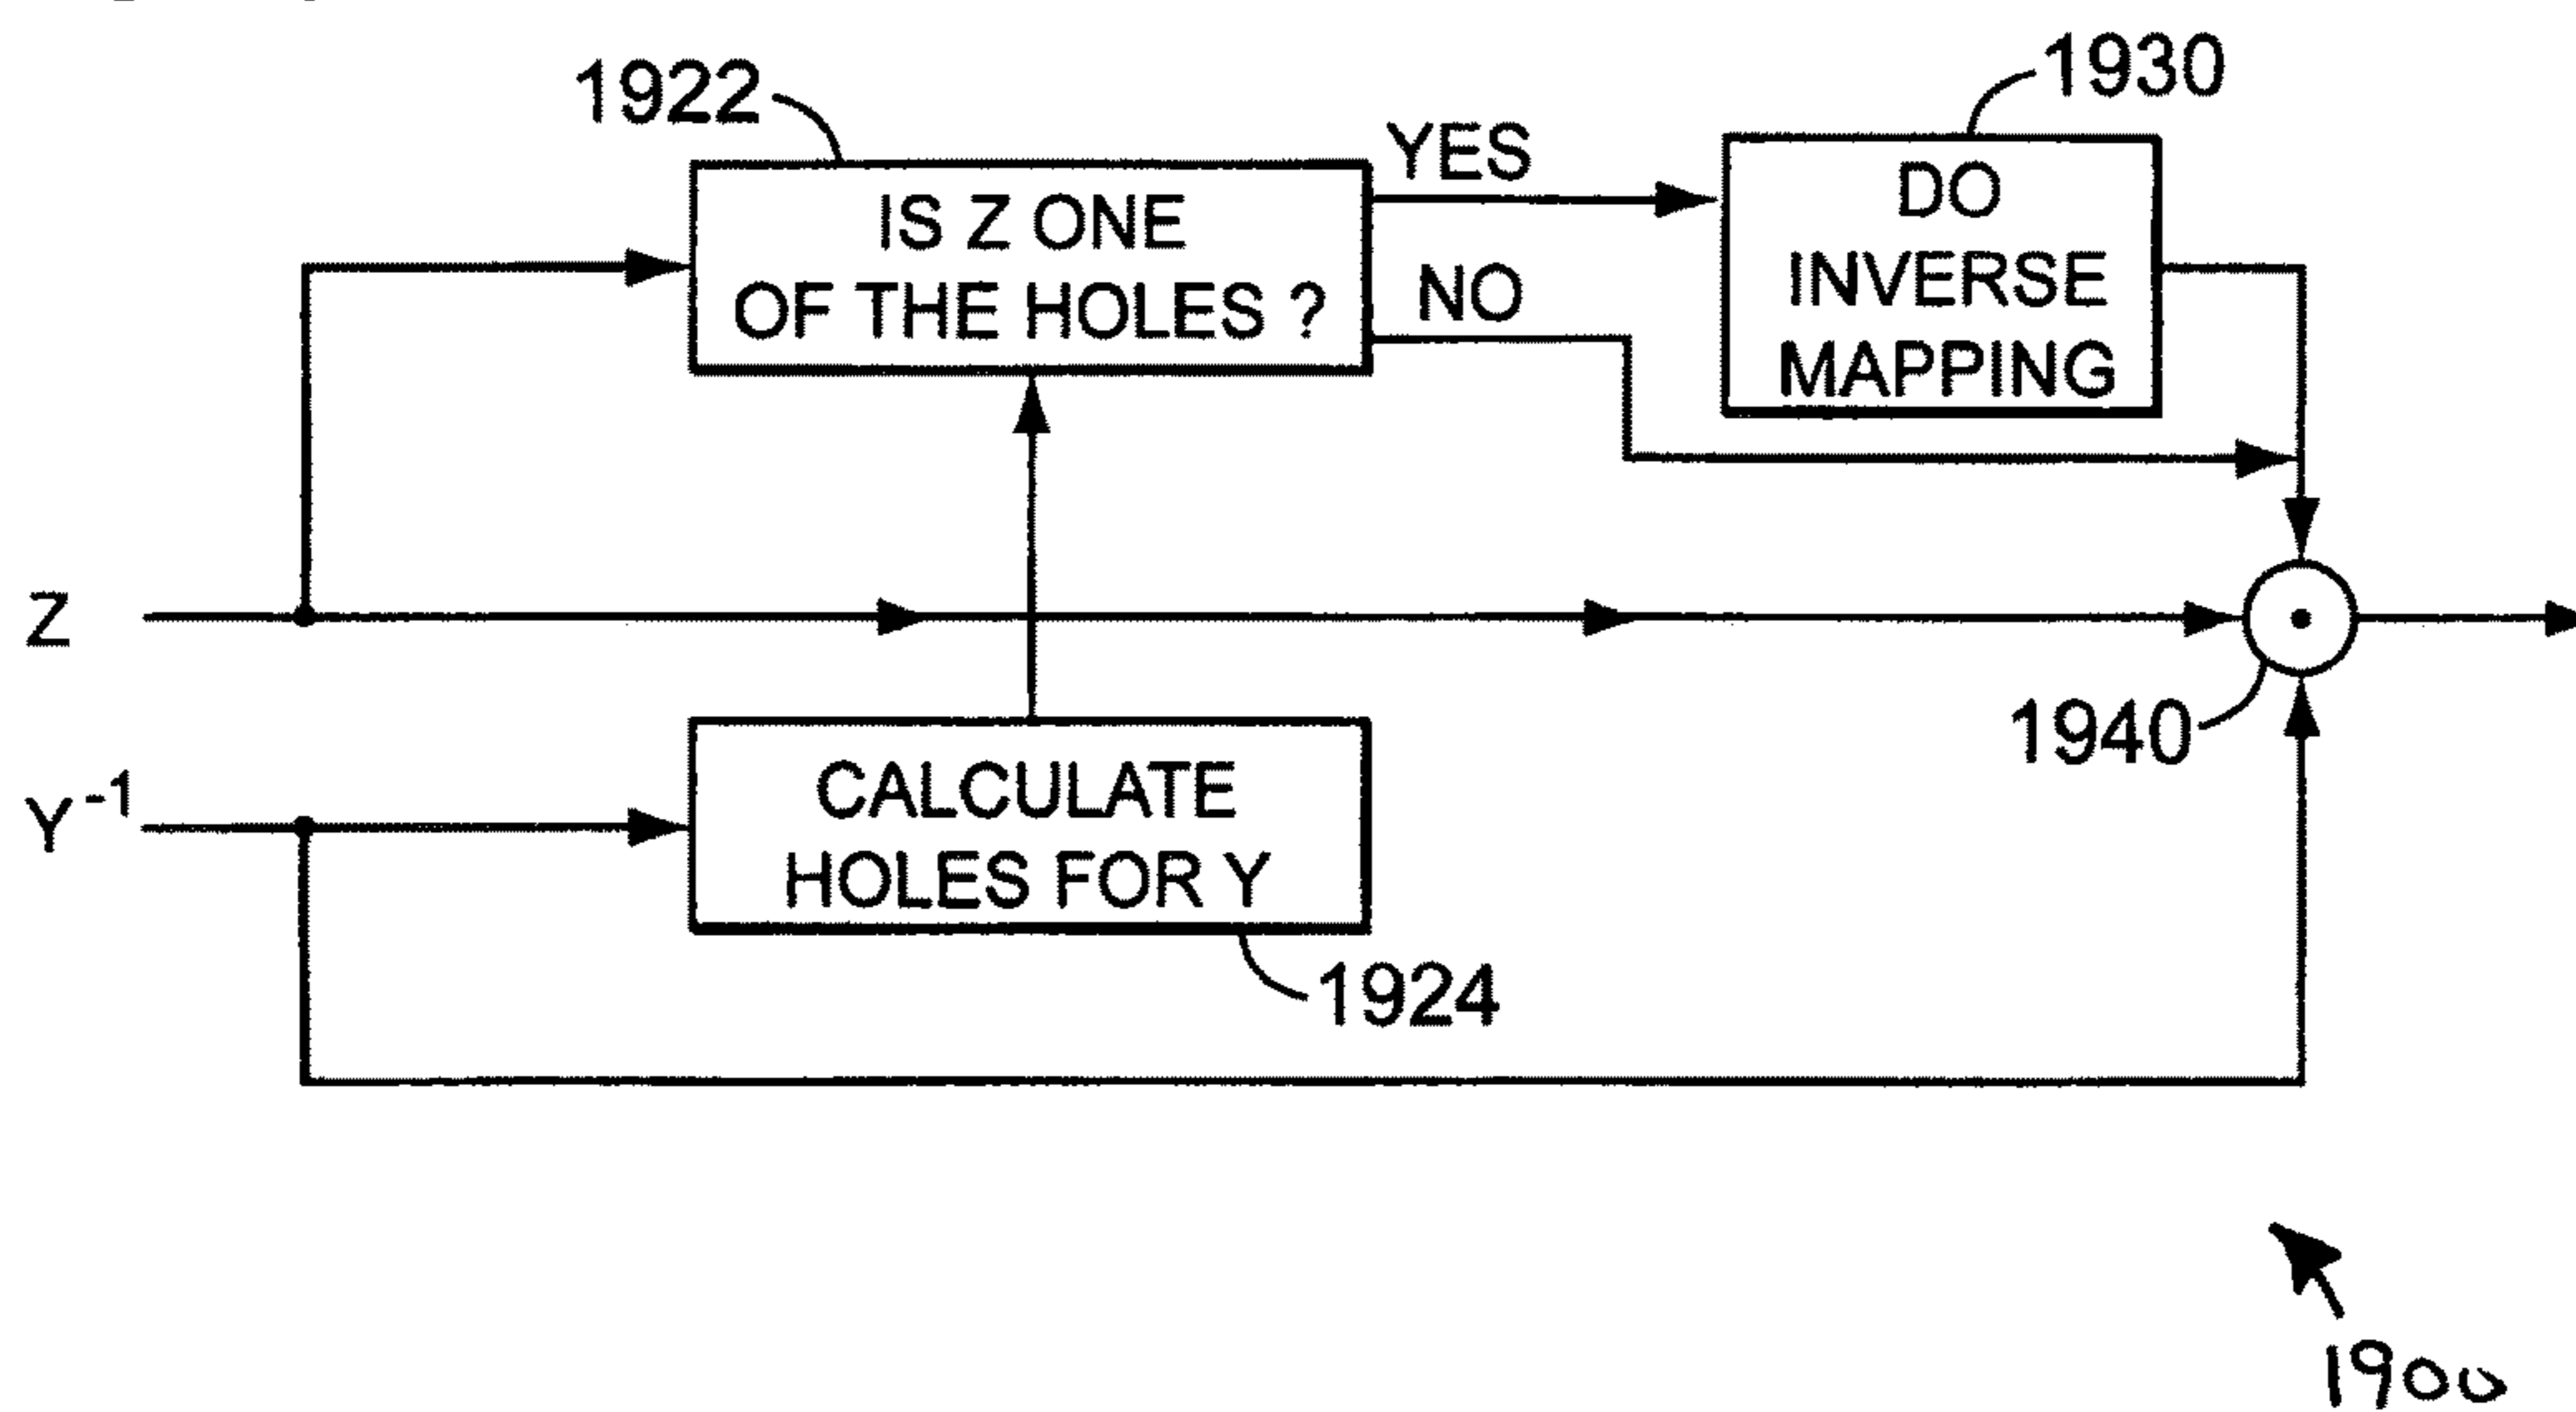 1922
1930
IS Z ONE
OF THE HOLES ?
YES
NO
DO
INVERSE
MAPPING
Z
1940
Y⁻¹
CALCULATE
HOLES FOR Y
1924
1900